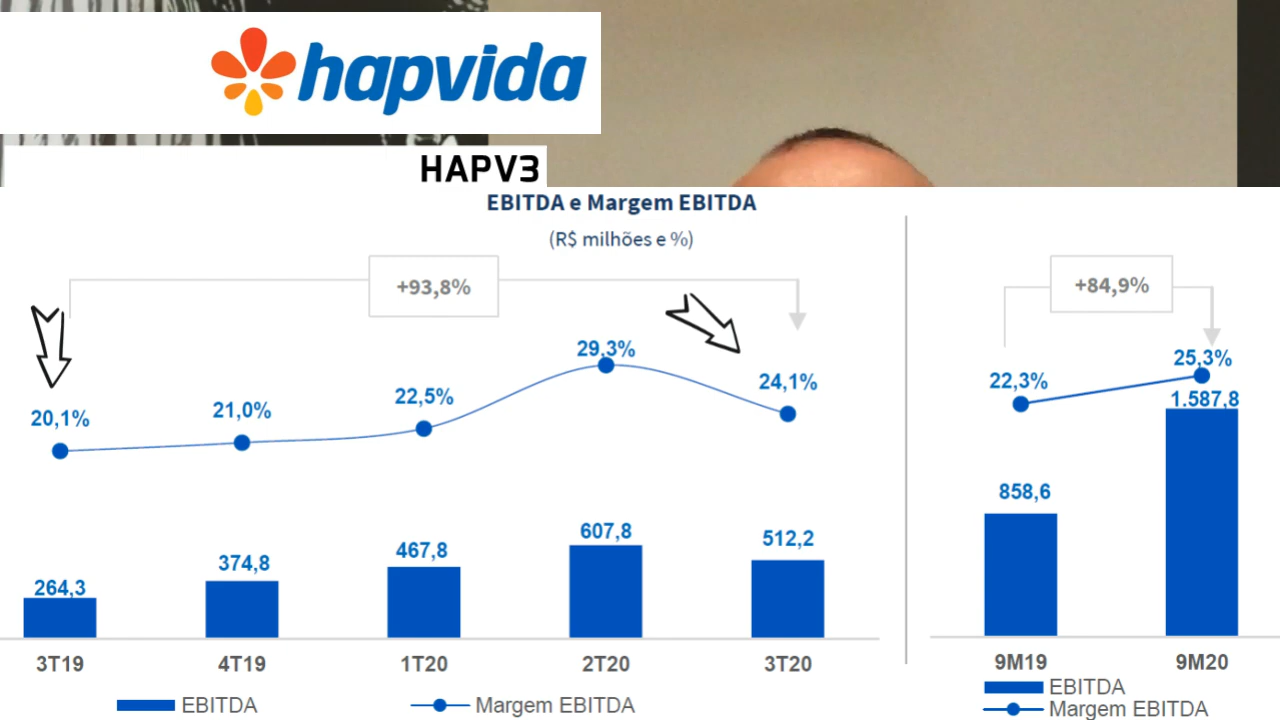 hapvida
HAPV3
EBITDA e Margem EBITDA
(R$ milhões e %)
+93,8%
20,1%
21,0%
22,5%
29,3%
24,1%
264,3
374,8
467,8
607,8
512,2
3T19
4T19
1T20
2T20
3T20
EBITDA
Margem EBITDA
+84,9%
22,3%
25,3%
858,6
1.587,8
9M19
9M20
EBITDA
Margem EBITDA